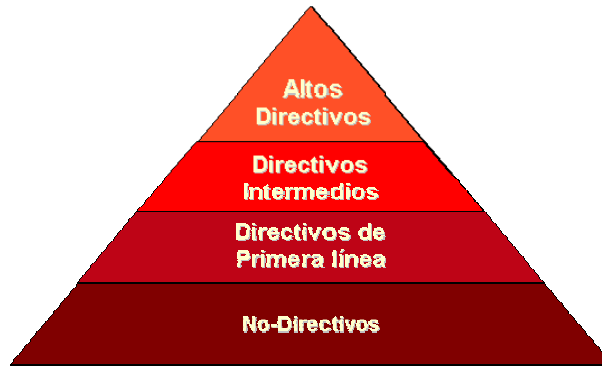 Altos
Directivos
Directivos
Intermedios
Directivos de
Primera línea
No-Directivos